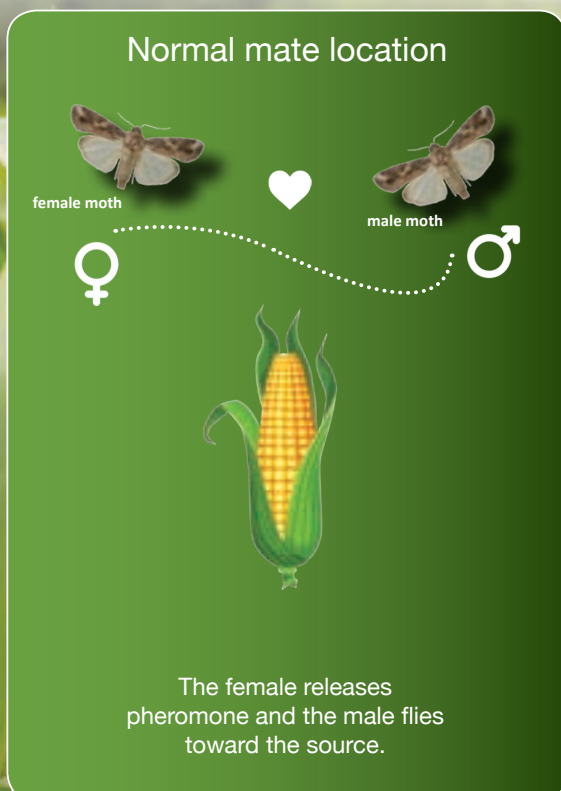 Normal mate location
female moth
male moth
The female releases
pheromone and the male flies
toward the source.